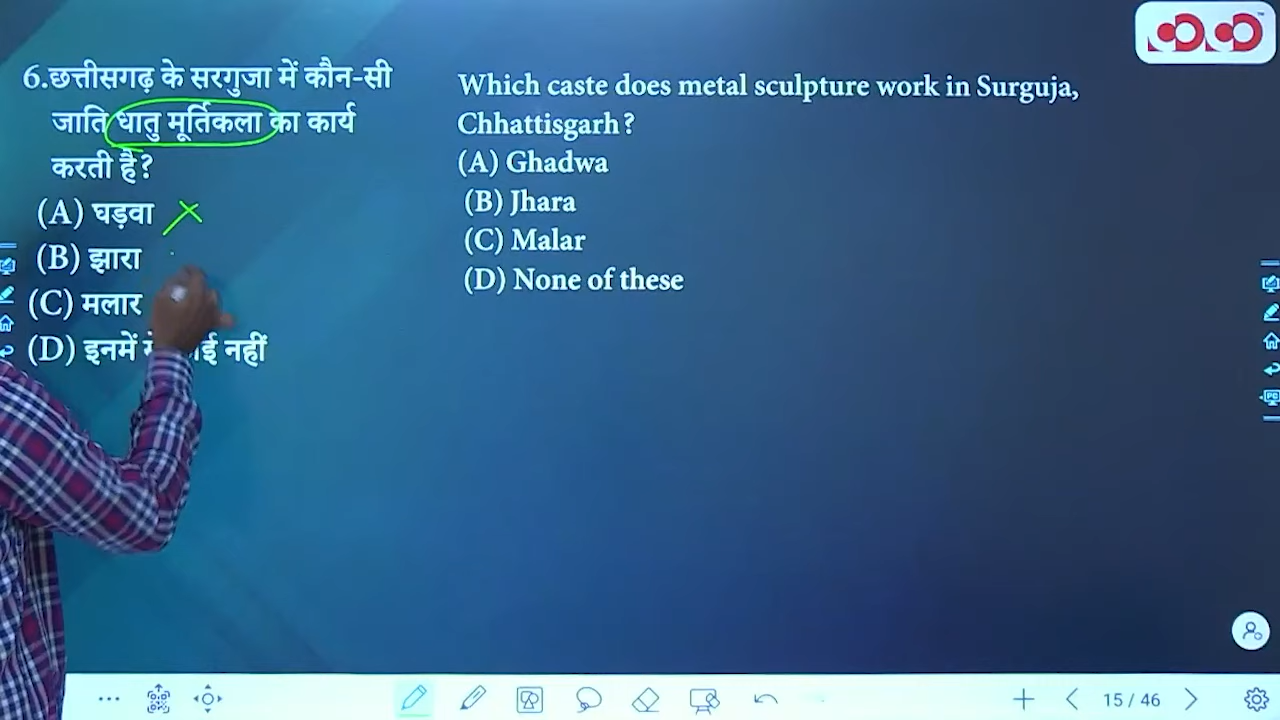 6.छत्तीसगढ़ के सरगुजा में कौन-सी
जाति धातु मूर्तिकला का कार्य
करती है?
(A) घड़वा
(B) झारा
(C) मलार
(D) इनमें नहीं
Which caste does metal sculpture work in Surguja,
Chhattisgarh?
(A) Ghadwa
(B) Jhara
(C) Malar
(D) None of these
15 / 46